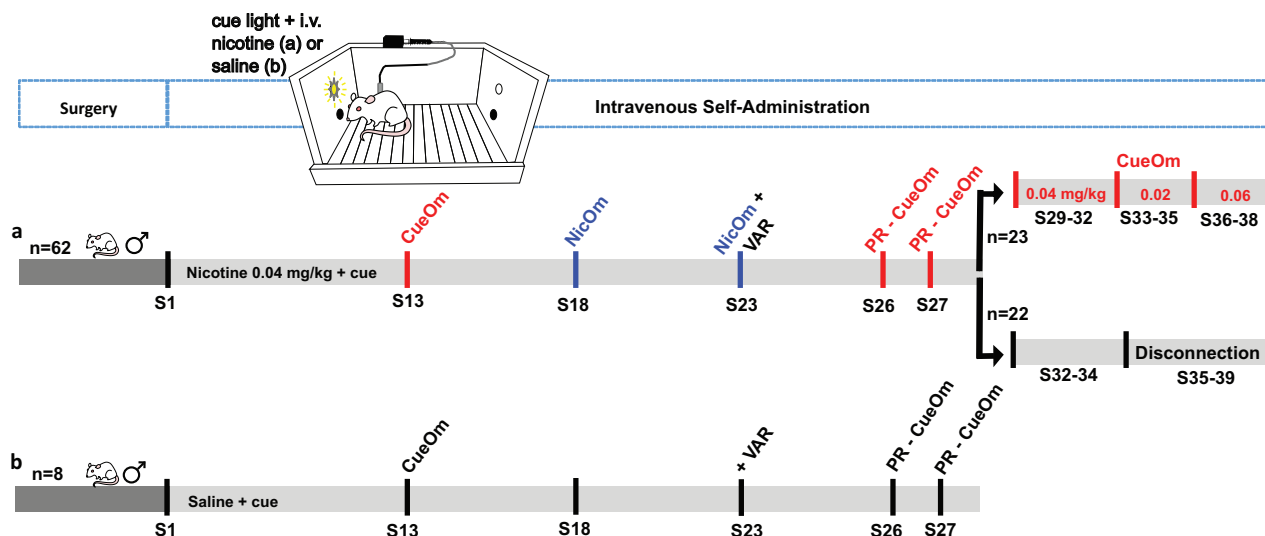 cue light + i.v.
nicotine (a) or
saline (b)
Surgery
Intravenous Self-Administration
a
n=62
Nicotine 0.04 mg/kg + cue
S1
CueOm
S13
NicOm
S18
NicOm +
VAR
S23
PR - CueOm
S26
PR - CueOm
S27
n=23
CueOm
0.04 mg/kg
0.02
0.06
S29-32
S33-35
S36-38
n=22
Disconnection
S32-34
S35-39
b
n=8
Saline + cue
S1
CueOm
S13
S18
+ VAR
S23
PR - CueOm
S26
PR - CueOm
S27